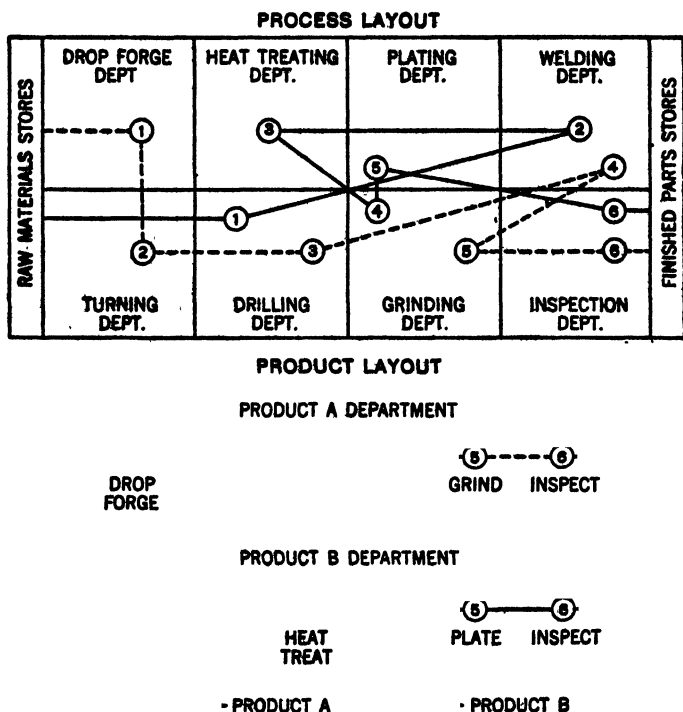 PROCESS LAYOUT
RAW MATERIALS STORES
DROP FORGE
DEPT
HEAT TREATING
DEPT.
PLATING
DEPT.
WELDING
DEPT.
FINISHED PARTS STORES
1
3
2
5
4
4
1
6
2
3
5
6
TURNING
DEPT.
DRILLING
DEPT.
GRINDING
DEPT.
INSPECTION
DEPT.
PRODUCT LAYOUT
PRODUCT A DEPARTMENT
5 6
DROP
FORGE
GRIND INSPECT
PRODUCT B DEPARTMENT
5 6
HEAT
TREAT
PLATE INSPECT
PRODUCT A PRODUCT B